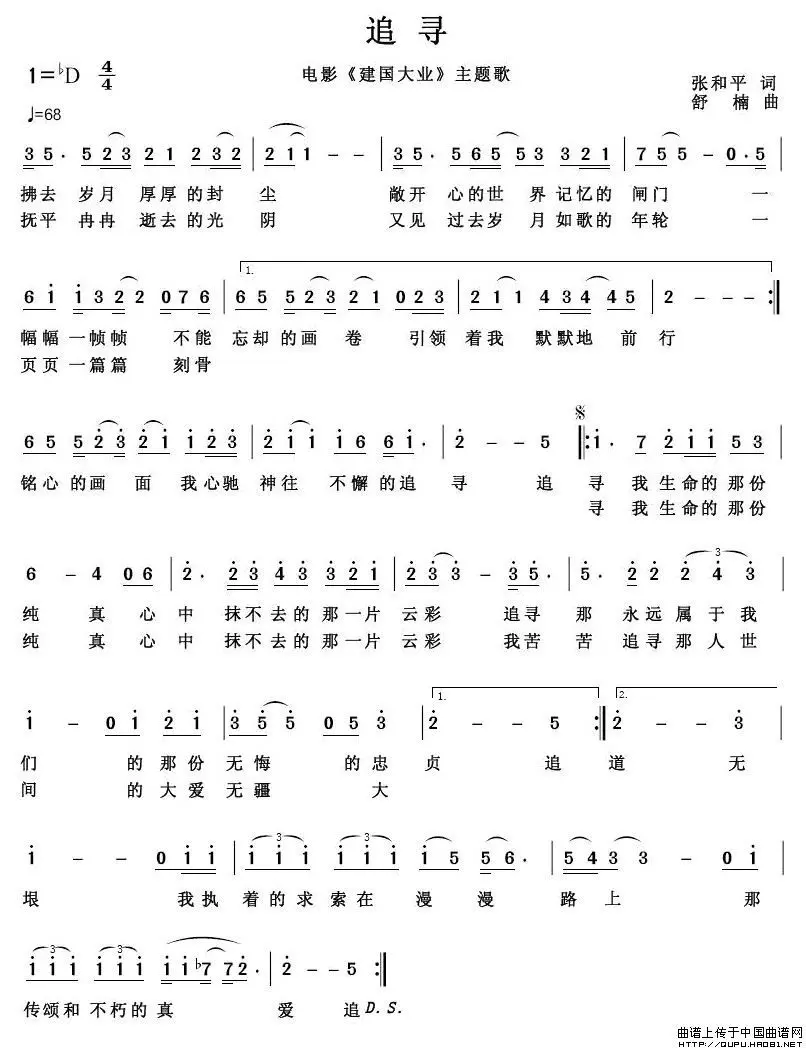 追 寻
1=♭D 4/4
电影《建国大业》主题歌
张和平 词
舒 楠 曲
♩=68
3 5. 5 2 3 2 1 2 3 2 | 2 1 1 - - | 3 5. 5 6 5 5 3 3 2 1 | 7 5 5 - 0. 5
拂去 岁月 厚厚 的封 尘 敞开 心的世 界 记忆的 闸门 一
抚平 冉冉 逝去 的光 阴 又见 过去岁 月如歌的 年轮 一
1.
6 i i 3 2 2 0 7 6 | 6 5 5 2 3 2 1 0 2 3 | 2 1 1 4 3 4 4 5 | 2 - - - :|
幅幅 一帧帧 不能 忘却 的画 卷 引领 着我 默默地 前行
页页 一篇篇 刻骨
6 5 5 2 3 2 1 1 2 3 | 2 i i i 6 6 i. | 2 - - 5 |: i. 7 2 i i 5 3
铭心 的画 面 我心驰 神往 不懈 的追 寻 追 寻 我 生命的 那份
寻 我 生命的 那份
6 - 4 0 6 | 2. 2 3 4 3 3 2 i | 2 3 3 - 3 5. | 5. 2 2 2 4 3
3
纯 真 心 中 抹不 去的 那一片 云彩 追寻 那 永远 属于我
纯 真 心 中 抹不 去的 那一片 云彩 我苦 苦 追寻 那人世
1. 2.
i - 0 i 2 i | 3 5 5 0 5 3 | 2 - - 5 :| 2 - - 3
们 的 那份 无悔 的忠 贞 追 道 无
间 的 大爱 无疆 大
3 3 3
i - - 0 i i | i i i i i i i 5 5 6. | 5 4 3 3 - 0 i
垠 我执 着的求 索在 漫 漫 路上 那
3 3
i i i i i i i i ♭7 7 2. | 2 - - 5 :|
传颂和 不朽的 真 爱 追 D.S.
曲谱上传于中国曲谱网
HTTP://QUPU.HAO81.NET